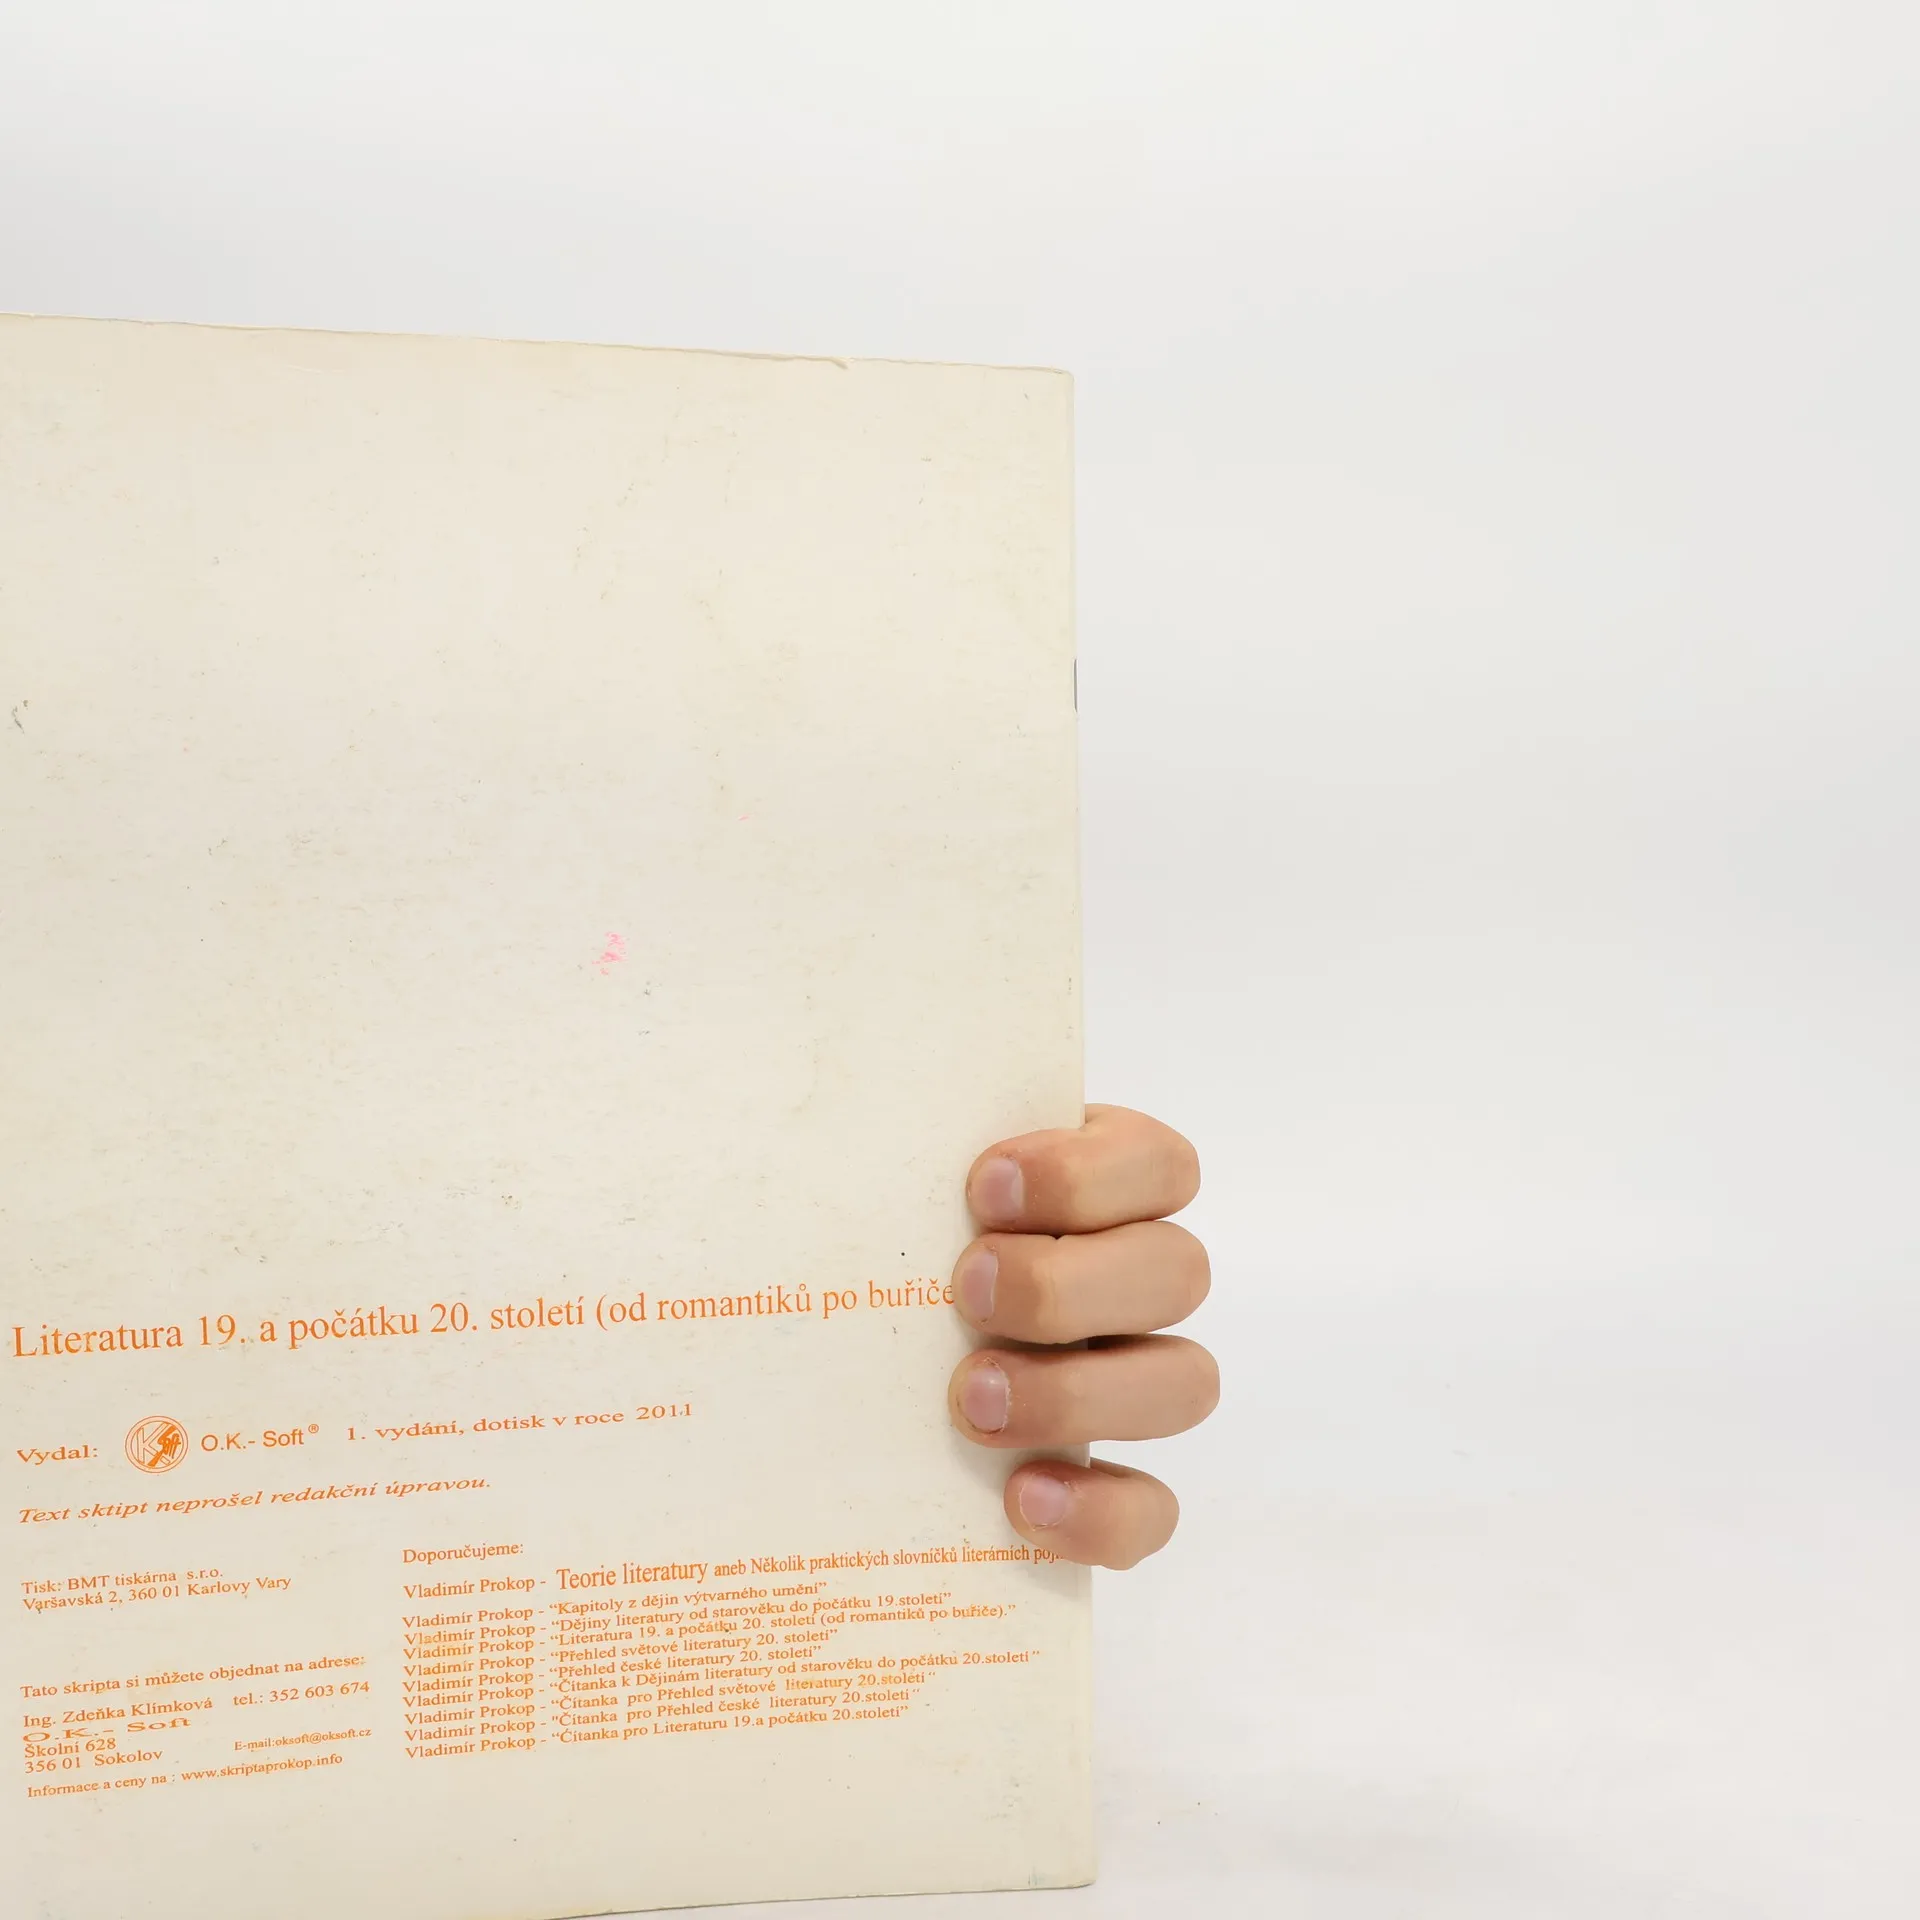 Literatura 19. a počátku 20. století (od romantiků po buřiče
Vydal: O.K.- Soft® 1. vydání, dotisk v roce 2011
Text sktipt neprošel redakční úpravou.
Tisk: BMT tiskárna s.r.o.
Varšavská 2, 360 01 Karlovy Vary
Tato skripta si můžete objednat na adrese:
Ing. Zdeňka Klímková tel.: 352 603 674
O.K.- Soft
Školní 628
E-mail:oksoft@oksoft.cz
356 01 Sokolov
Informace a ceny na : www.skriptaprokop.info
Doporučujeme:
Vladimír Prokop - Teorie literatury aneb Několik praktických slovníčků literárních
Vladimír Prokop - “Kapitoly z dějin výtvarného umění”
Vladimír Prokop - “Dějiny literatury od starověku do počátku 19.století”
Vladimír Prokop - “Literatura 19. a počátku 20. století (od romantiků po buřiče).”
Vladimír Prokop - “Přehled světové literatury 20. století”
Vladimír Prokop - “Přehled české literatury 20. století”
Vladimír Prokop - “Čítanka k Dějinám literatury od starověku do počátků 20.století “
Vladimír Prokop - “Čítanka pro Přehled světové literatury 20.století “
Vladimír Prokop - "Čítanka pro Přehled české literatury 20.století “
Vladimír Prokop - “Čítanka pro Literaturu 19.a počátku 20.století”